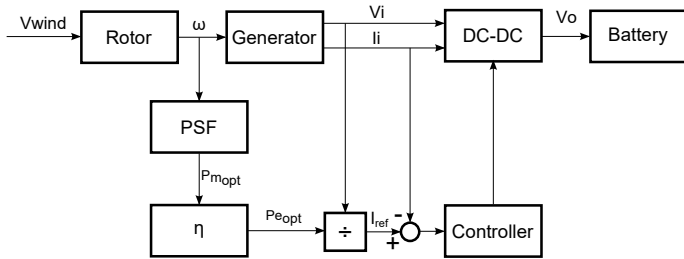 Vwind
Rotor
ω
Generator
Vi
Ii
DC-DC
Vo
Battery
PSF
Pmopt
η
Peopt
÷
Iref
-
+
Controller